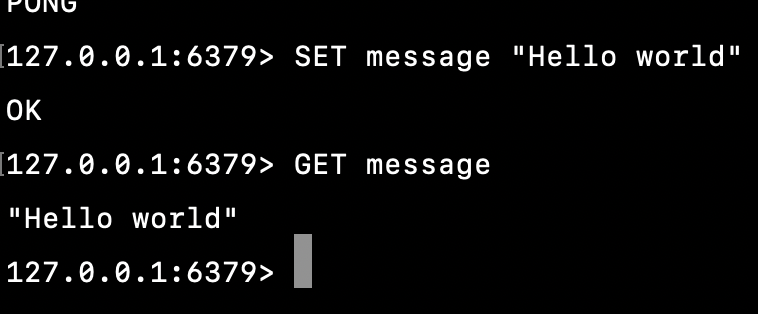 PONG
127.0.0.1:6379> SET message "Hello world"
OK
127.0.0.1:6379> GET message
"Hello world"
127.0.0.1:6379>